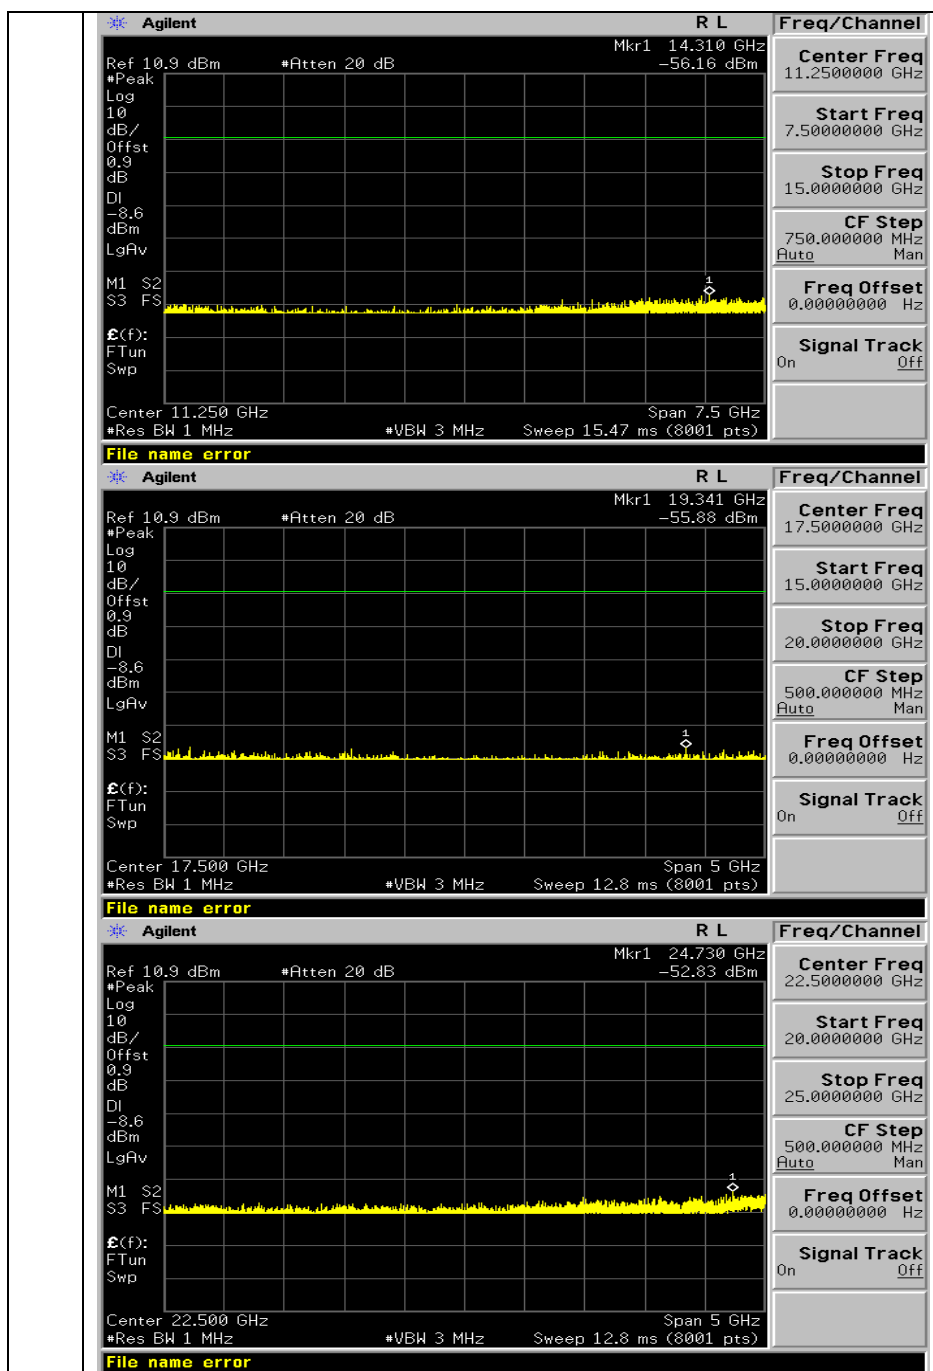 Agilent R L Freq/Channel
Mkr1 14.310 GHz
Ref 10.9 dBm #Atten 20 dB -56.16 dBm
#Peak
Log
10
dB/
Offst
0.9
dB
DI
-8.6
dBm
LgAv
M1 S2
S3 FS
£(f):
FTun
Swp
1
Center 11.250 GHz Span 7.5 GHz
#Res BW 1 MHz #VBW 3 MHz Sweep 15.47 ms (8001 pts)
File name error
Center Freq
11.2500000 GHz
Start Freq
7.50000000 GHz
Stop Freq
15.0000000 GHz
CF Step
750.000000 MHz
Auto Man
Freq Offset
0.00000000 Hz
Signal Track
On Off
Agilent R L Freq/Channel
Mkr1 19.341 GHz
Ref 10.9 dBm #Atten 20 dB -55.88 dBm
#Peak
Log
10
dB/
Offst
0.9
dB
DI
-8.6
dBm
LgAv
M1 S2
S3 FS
£(f):
FTun
Swp
1
Center 17.500 GHz Span 5 GHz
#Res BW 1 MHz #VBW 3 MHz Sweep 12.8 ms (8001 pts)
File name error
Center Freq
17.5000000 GHz
Start Freq
15.0000000 GHz
Stop Freq
20.0000000 GHz
CF Step
500.000000 MHz
Auto Man
Freq Offset
0.00000000 Hz
Signal Track
On Off
Agilent R L Freq/Channel
Mkr1 24.730 GHz
Ref 10.9 dBm #Atten 20 dB -52.83 dBm
#Peak
Log
10
dB/
Offst
0.9
dB
DI
-8.6
dBm
LgAv
M1 S2
S3 FS
£(f):
FTun
Swp
1
Center 22.500 GHz Span 5 GHz
#Res BW 1 MHz #VBW 3 MHz Sweep 12.8 ms (8001 pts)
File name error
Center Freq
22.5000000 GHz
Start Freq
20.0000000 GHz
Stop Freq
25.0000000 GHz
CF Step
500.000000 MHz
Auto Man
Freq Offset
0.00000000 Hz
Signal Track
On Off